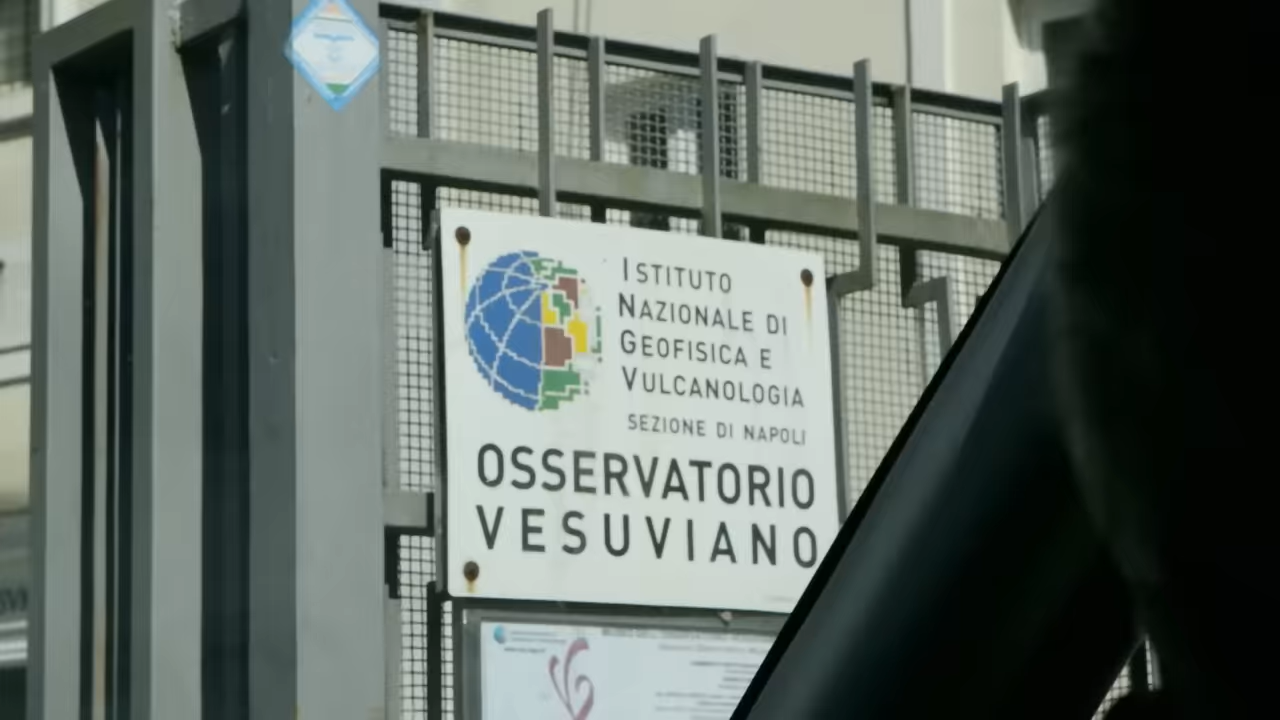 ISTITUTO
NAZIONALE DI
GEOFISICA E
VULCANOLOGIA
SEZIONE DI NAPOLI
OSSERVATORIO
VESUVIANO